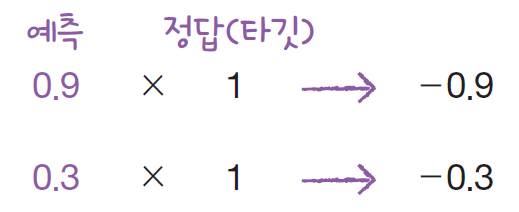 예측 정답(타깃)
0.9 × 1 → −0.9
0.3 × 1 → −0.3